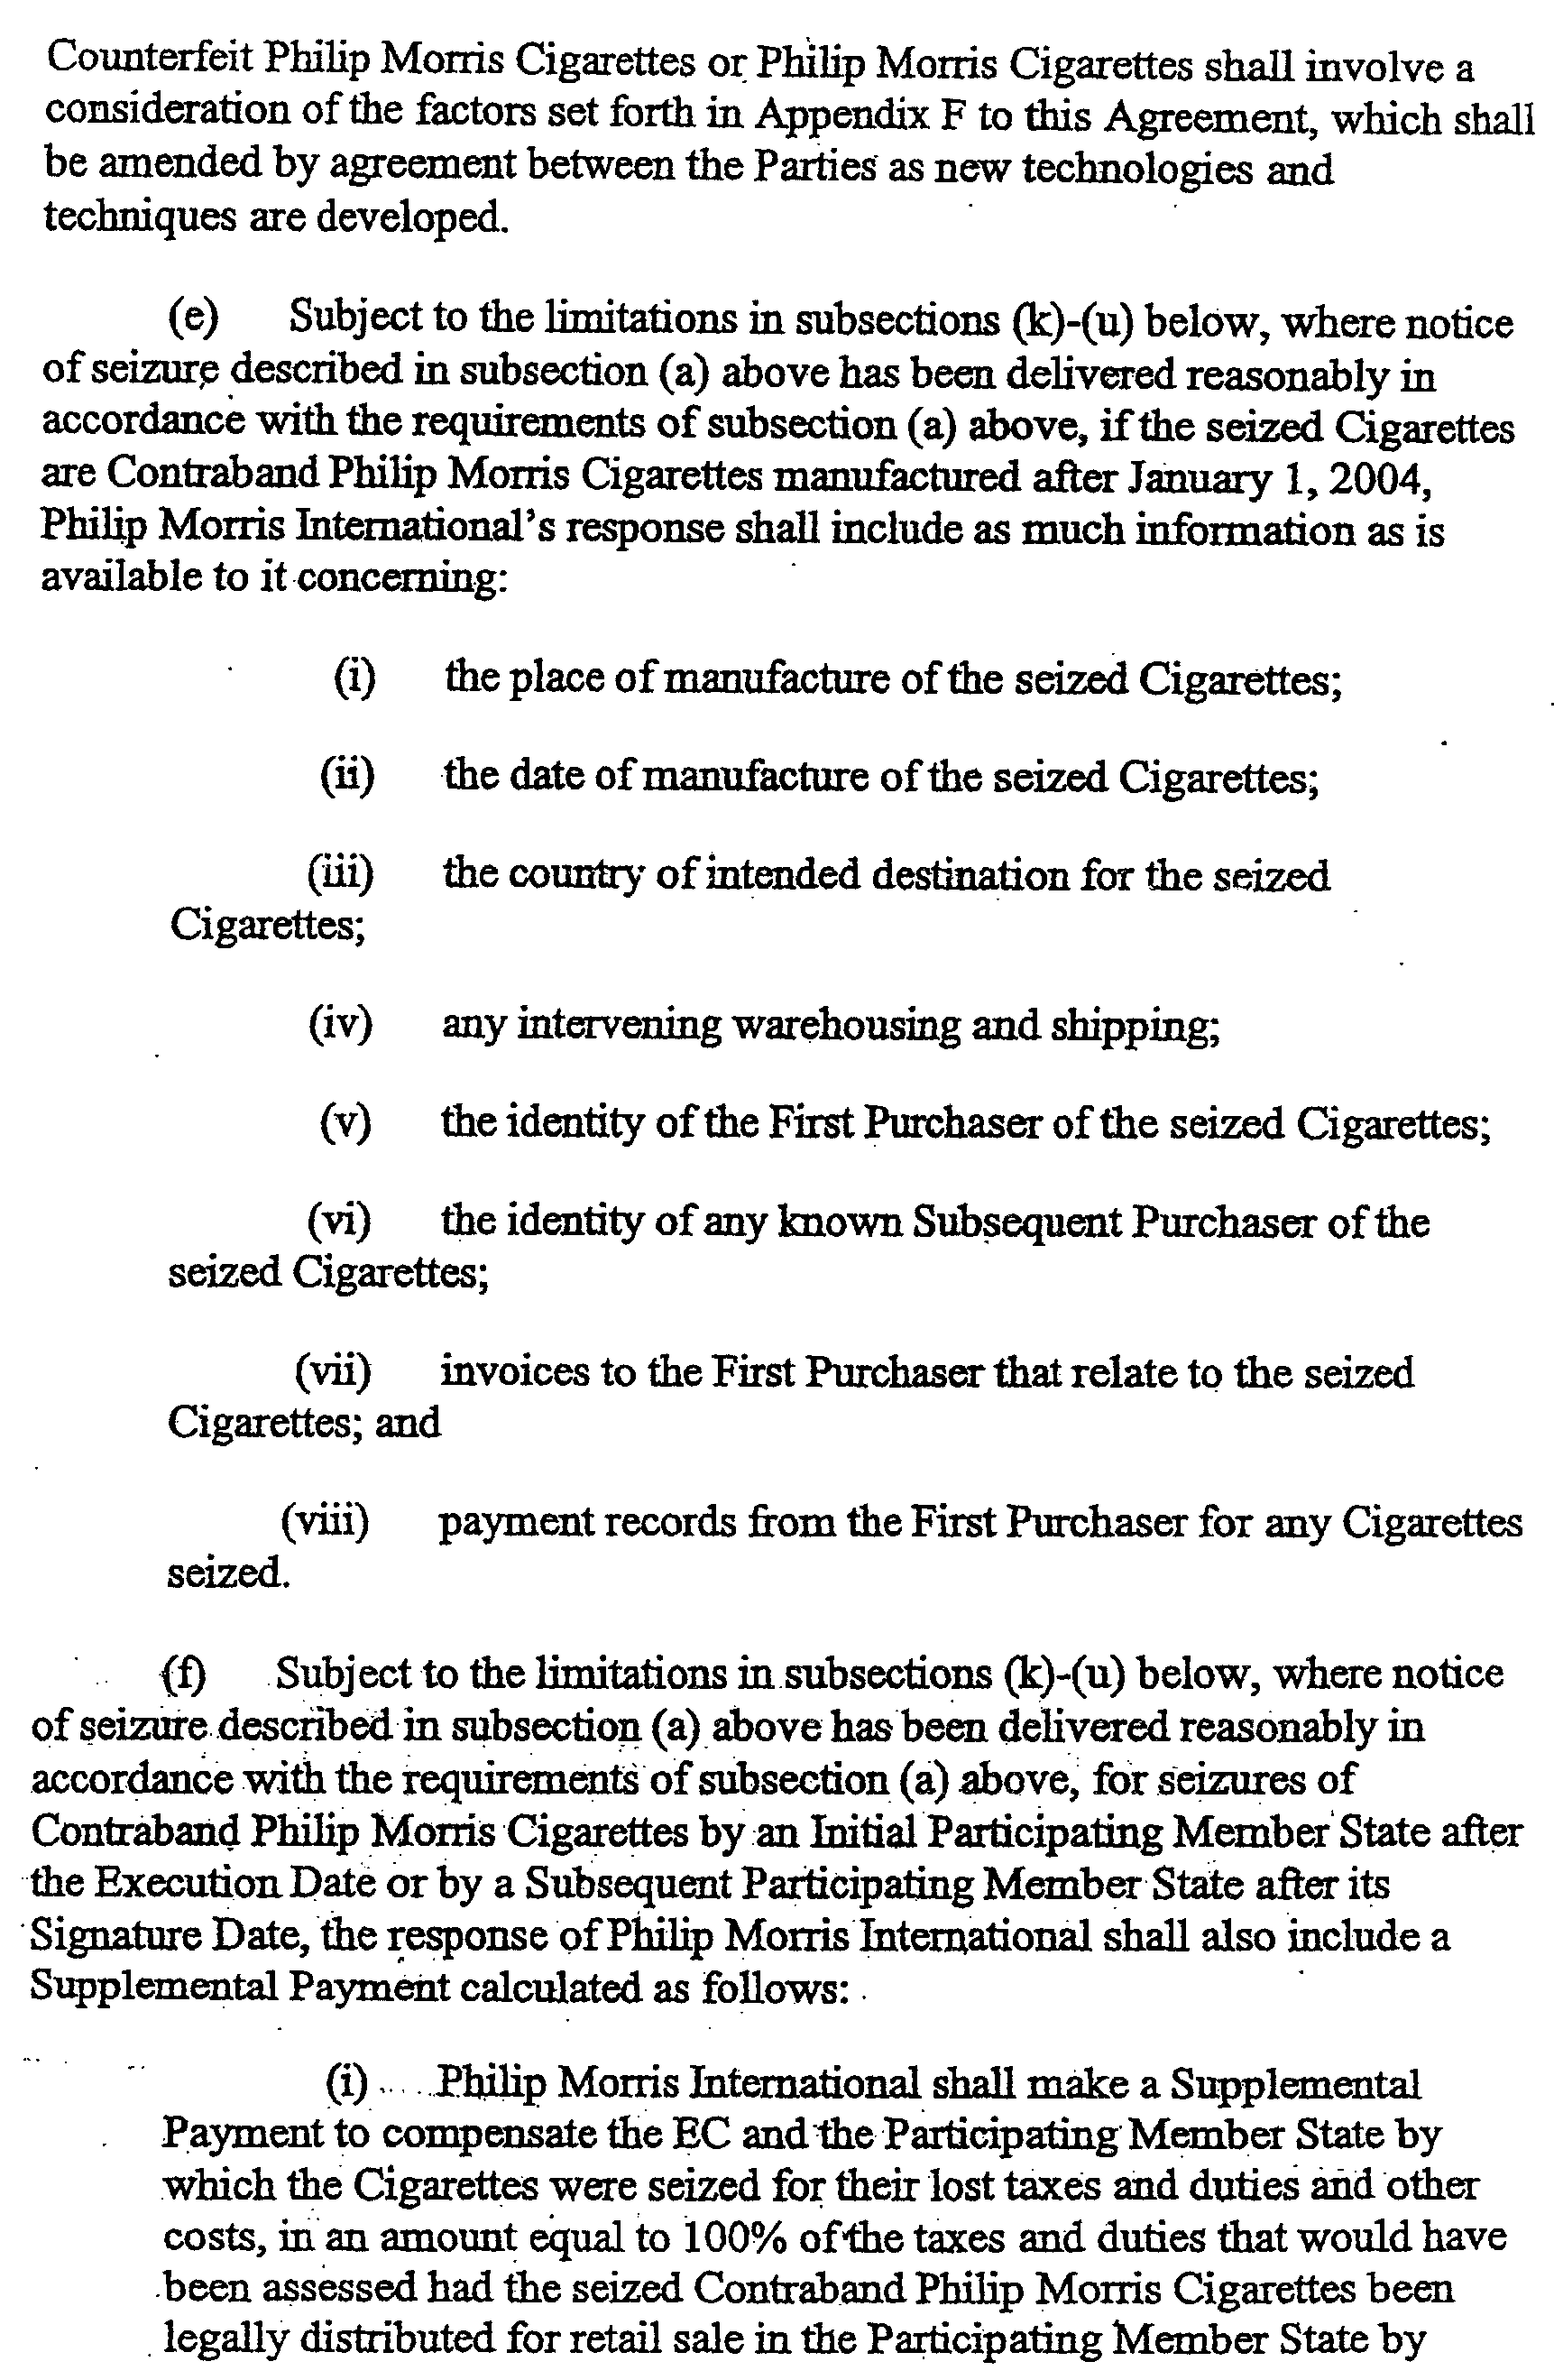 Counterfeit Philip Morris Cigarettes or Philip Morris Cigarettes shall involve a
consideration of the factors set forth in Appendix F to this Agreement, which shall
be amended by agreement between the Parties as new technologies and
techniques are developed.
(e) Subject to the limitations in subsections (k)-(u) below, where notice
of seizure described in subsection (a) above has been delivered reasonably in
accordance with the requirements of subsection (a) above, if the seized Cigarettes
are Contraband Philip Morris Cigarettes manufactured after January 1, 2004,
Philip Morris International's response shall include as much information as is
available to it concerning:
(i) the place of manufacture of the seized Cigarettes;
(ii) the date of manufacture of the seized Cigarettes;
(iii) the country of intended destination for the seized
Cigarettes;
(iv) any intervening warehousing and shipping;
(v) the identity of the First Purchaser of the seized Cigarettes;
(vi) the identity of any known Subsequent Purchaser of the
seized Cigarettes;
(vii) invoices to the First Purchaser that relate to the seized
Cigarettes; and
(viii) payment records from the First Purchaser for any Cigarettes
seized.
(f) Subject to the limitations in subsections (k)-(u) below, where notice
of seizure described in subsection (a) above has been delivered reasonably in
accordance with the requirements of subsection (a) above, for seizures of
Contraband Philip Morris Cigarettes by an Initial Participating Member State after
the Execution Date or by a Subsequent Participating Member State after its
Signature Date, the response of Philip Morris International shall also include a
Supplemental Payment calculated as follows:
(i) Philip Morris International shall make a Supplemental
Payment to compensate the EC and the Participating Member State by
which the Cigarettes were seized for their lost taxes and duties and other
costs, in an amount equal to 100% of the taxes and duties that would have
been assessed had the seized Contraband Philip Morris Cigarettes been
legally distributed for retail sale in the Participating Member State by